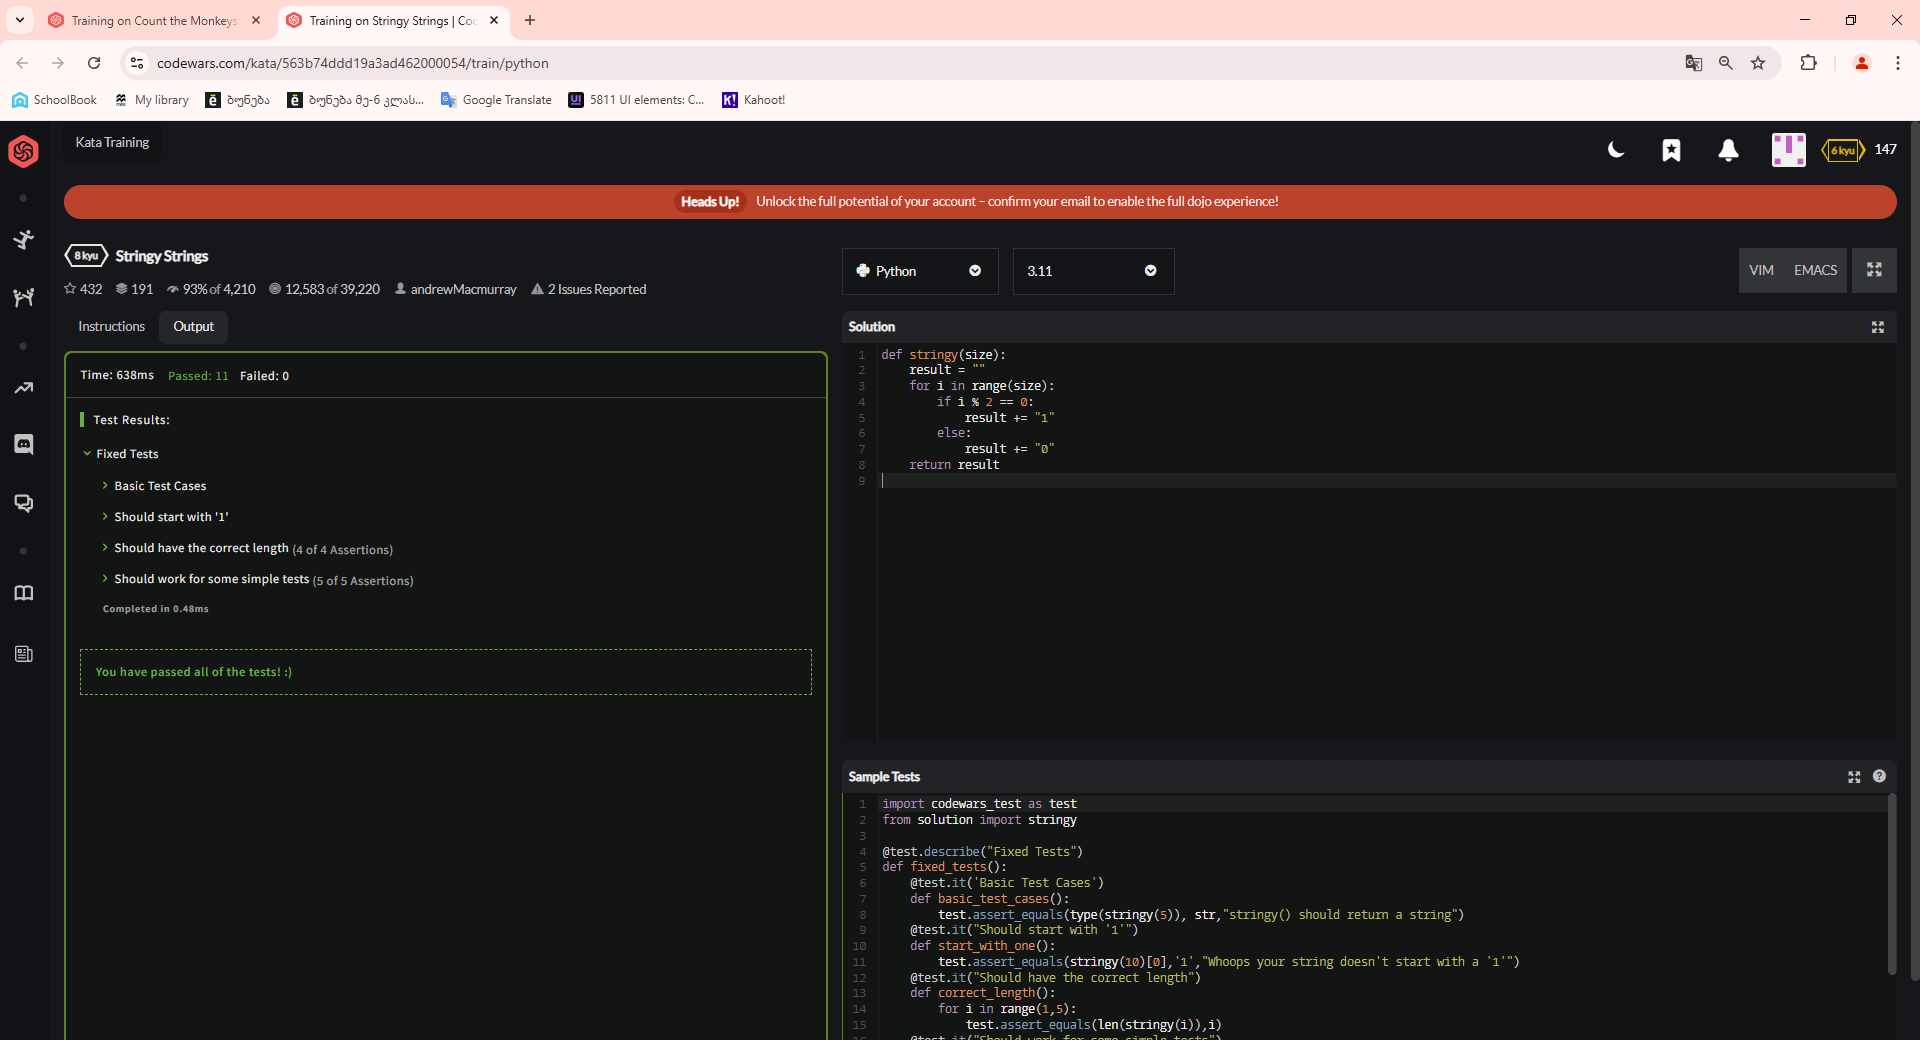 Training on Count the Monkeys
Training on Stringy Strings | Co
codewars.com/kata/563b74ddd19a3ad462000054/train/python
SchoolBook
My library
ē ბუნება
ē ბუნება მე-6 კლას...
Google Translate
UI 5811 UI elements: C...
K! Kahoot!
Kata Training
6 kyu 147
Heads Up! Unlock the full potential of your account – confirm your email to enable the full dojo experience!
8 kyu Stringy Strings
432 191 93% of 4,210 12,583 of 39,220 andrewMacmurray 2 Issues Reported
Instructions Output
Time: 638ms Passed: 11 Failed: 0
Test Results:
Fixed Tests
Basic Test Cases
Should start with '1'
Should have the correct length (4 of 4 Assertions)
Should work for some simple tests (5 of 5 Assertions)
Completed in 0.48ms
You have passed all of the tests! :)
Python
3.11
VIM EMACS
Solution
1 def stringy(size):
2 result = ""
3 for i in range(size):
4 if i % 2 == 0:
5 result += "1"
6 else:
7 result += "0"
8 return result
9
Sample Tests
1 import codewars_test as test
2 from solution import stringy
3
4 @test.describe("Fixed Tests")
5 def fixed_tests():
6 @test.it('Basic Test Cases')
7 def basic_test_cases():
8 test.assert_equals(type(stringy(5)), str,"stringy() should return a string")
9 @test.it("Should start with '1'")
10 def start_with_one():
11 test.assert_equals(stringy(10)[0],'1',"Whoops your string doesn't start with a '1'")
12 @test.it("Should have the correct length")
13 def correct_length():
14 for i in range(1,5):
15 test.assert_equals(len(stringy(i)),i)
16 @test.it("Should work for some simple tests")